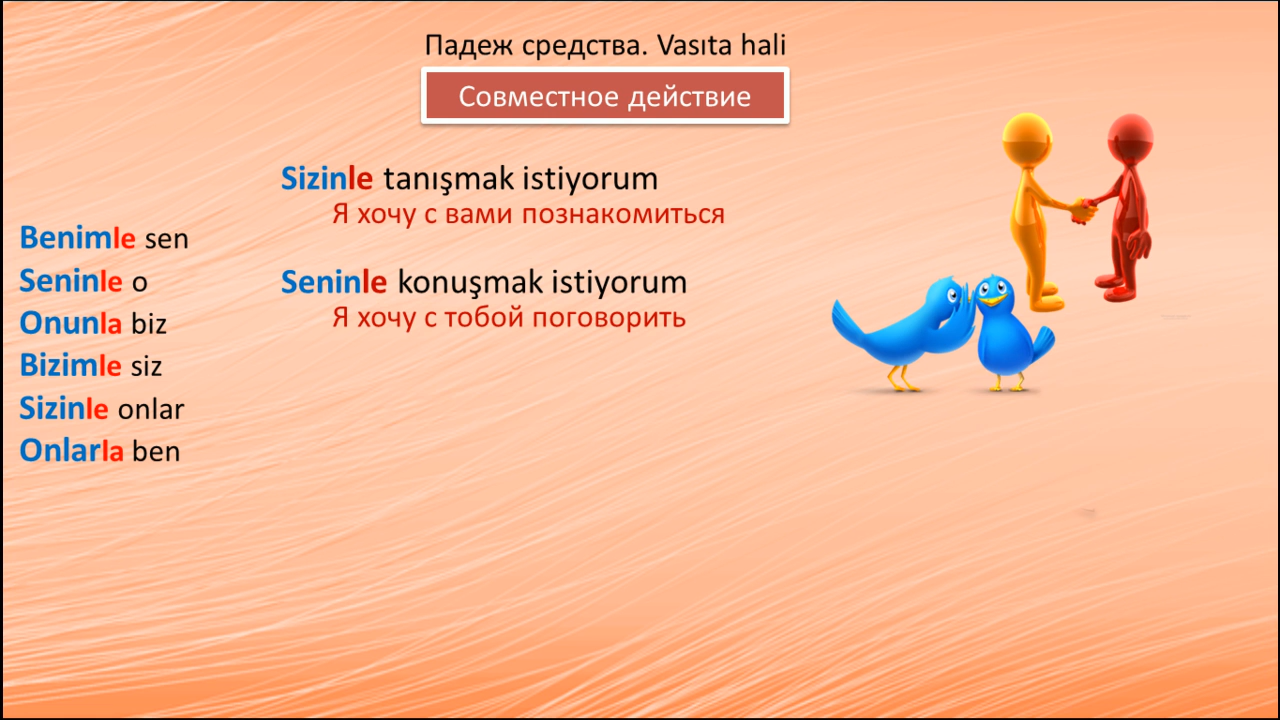 Падеж средства. Vasıta hali
Совместное действие
Sizinle tanışmak istiyorum
Я хочу с вами познакомиться
Seninle konuşmak istiyorum
Я хочу с тобой поговорить
Benimle sen
Seninle o
Onunla biz
Bizimle siz
Sizinle onlar
Onlarla ben